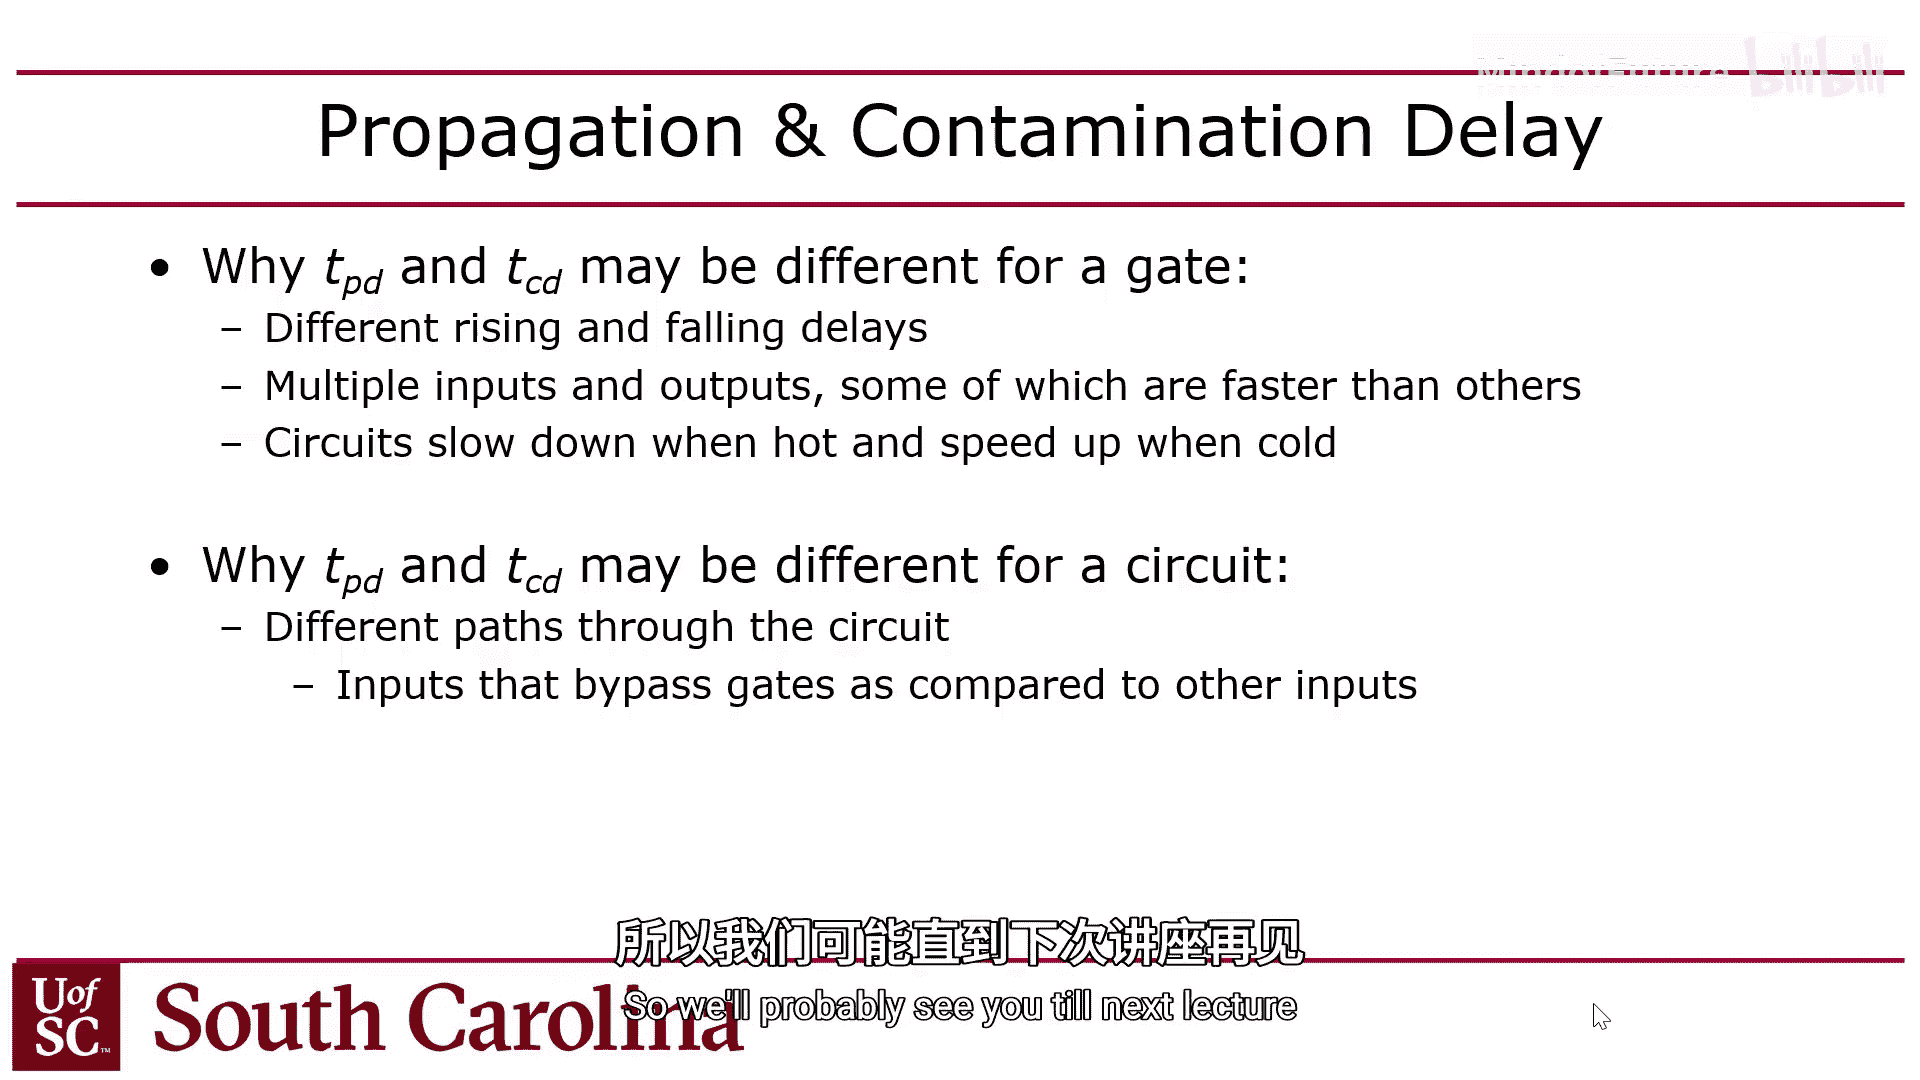 bilibili
Propagation & Contamination Delay
• Why tpd and tcd may be different for a gate:
– Different rising and falling delays
– Multiple inputs and outputs, some of which are faster than others
– Circuits slow down when hot and speed up when cold
• Why tpd and tcd may be different for a circuit:
– Different paths through the circuit
– Inputs that bypass gates as compared to other inputs
所以我们可能直到下次讲座再见
So we'll probably see you till next lecture
UofSC™
South Carolina